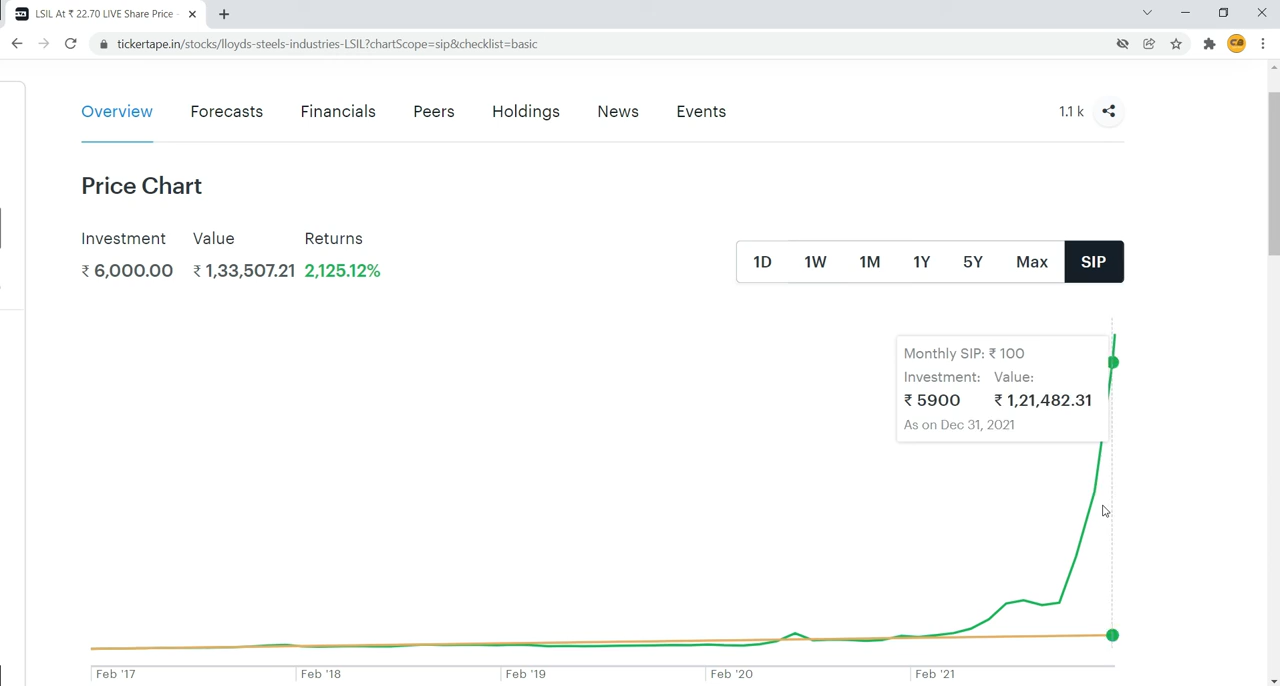 LSIL At ₹ 22.70 LIVE Share Price -
tickertape.in/stocks/lloyds-steels-industries-LSIL?chartScope=sip&checklist=basic
Overview Forecasts Financials Peers Holdings News Events 1.1 k
Price Chart
Investment Value Returns
₹ 6,000.00 ₹ 1,33,507.21 2,125.12%
1D 1W 1M 1Y 5Y Max SIP
Monthly SIP: ₹ 100
Investment: Value:
₹ 5900 ₹ 1,21,482.31
As on Dec 31, 2021
Feb '17 Feb '18 Feb '19 Feb '20 Feb '21